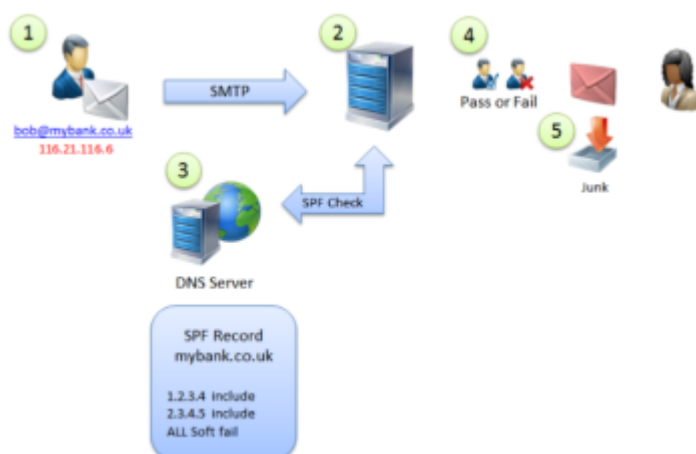 1
2
4
SMTP
Pass or Fail
bob@mybank.co.uk
116.21.116.6
5
3
SPF Check
Junk
DNS Server
SPF Record
mybank.co.uk
1.2.3.4 include
2.3.4.5 include
ALL Soft fail